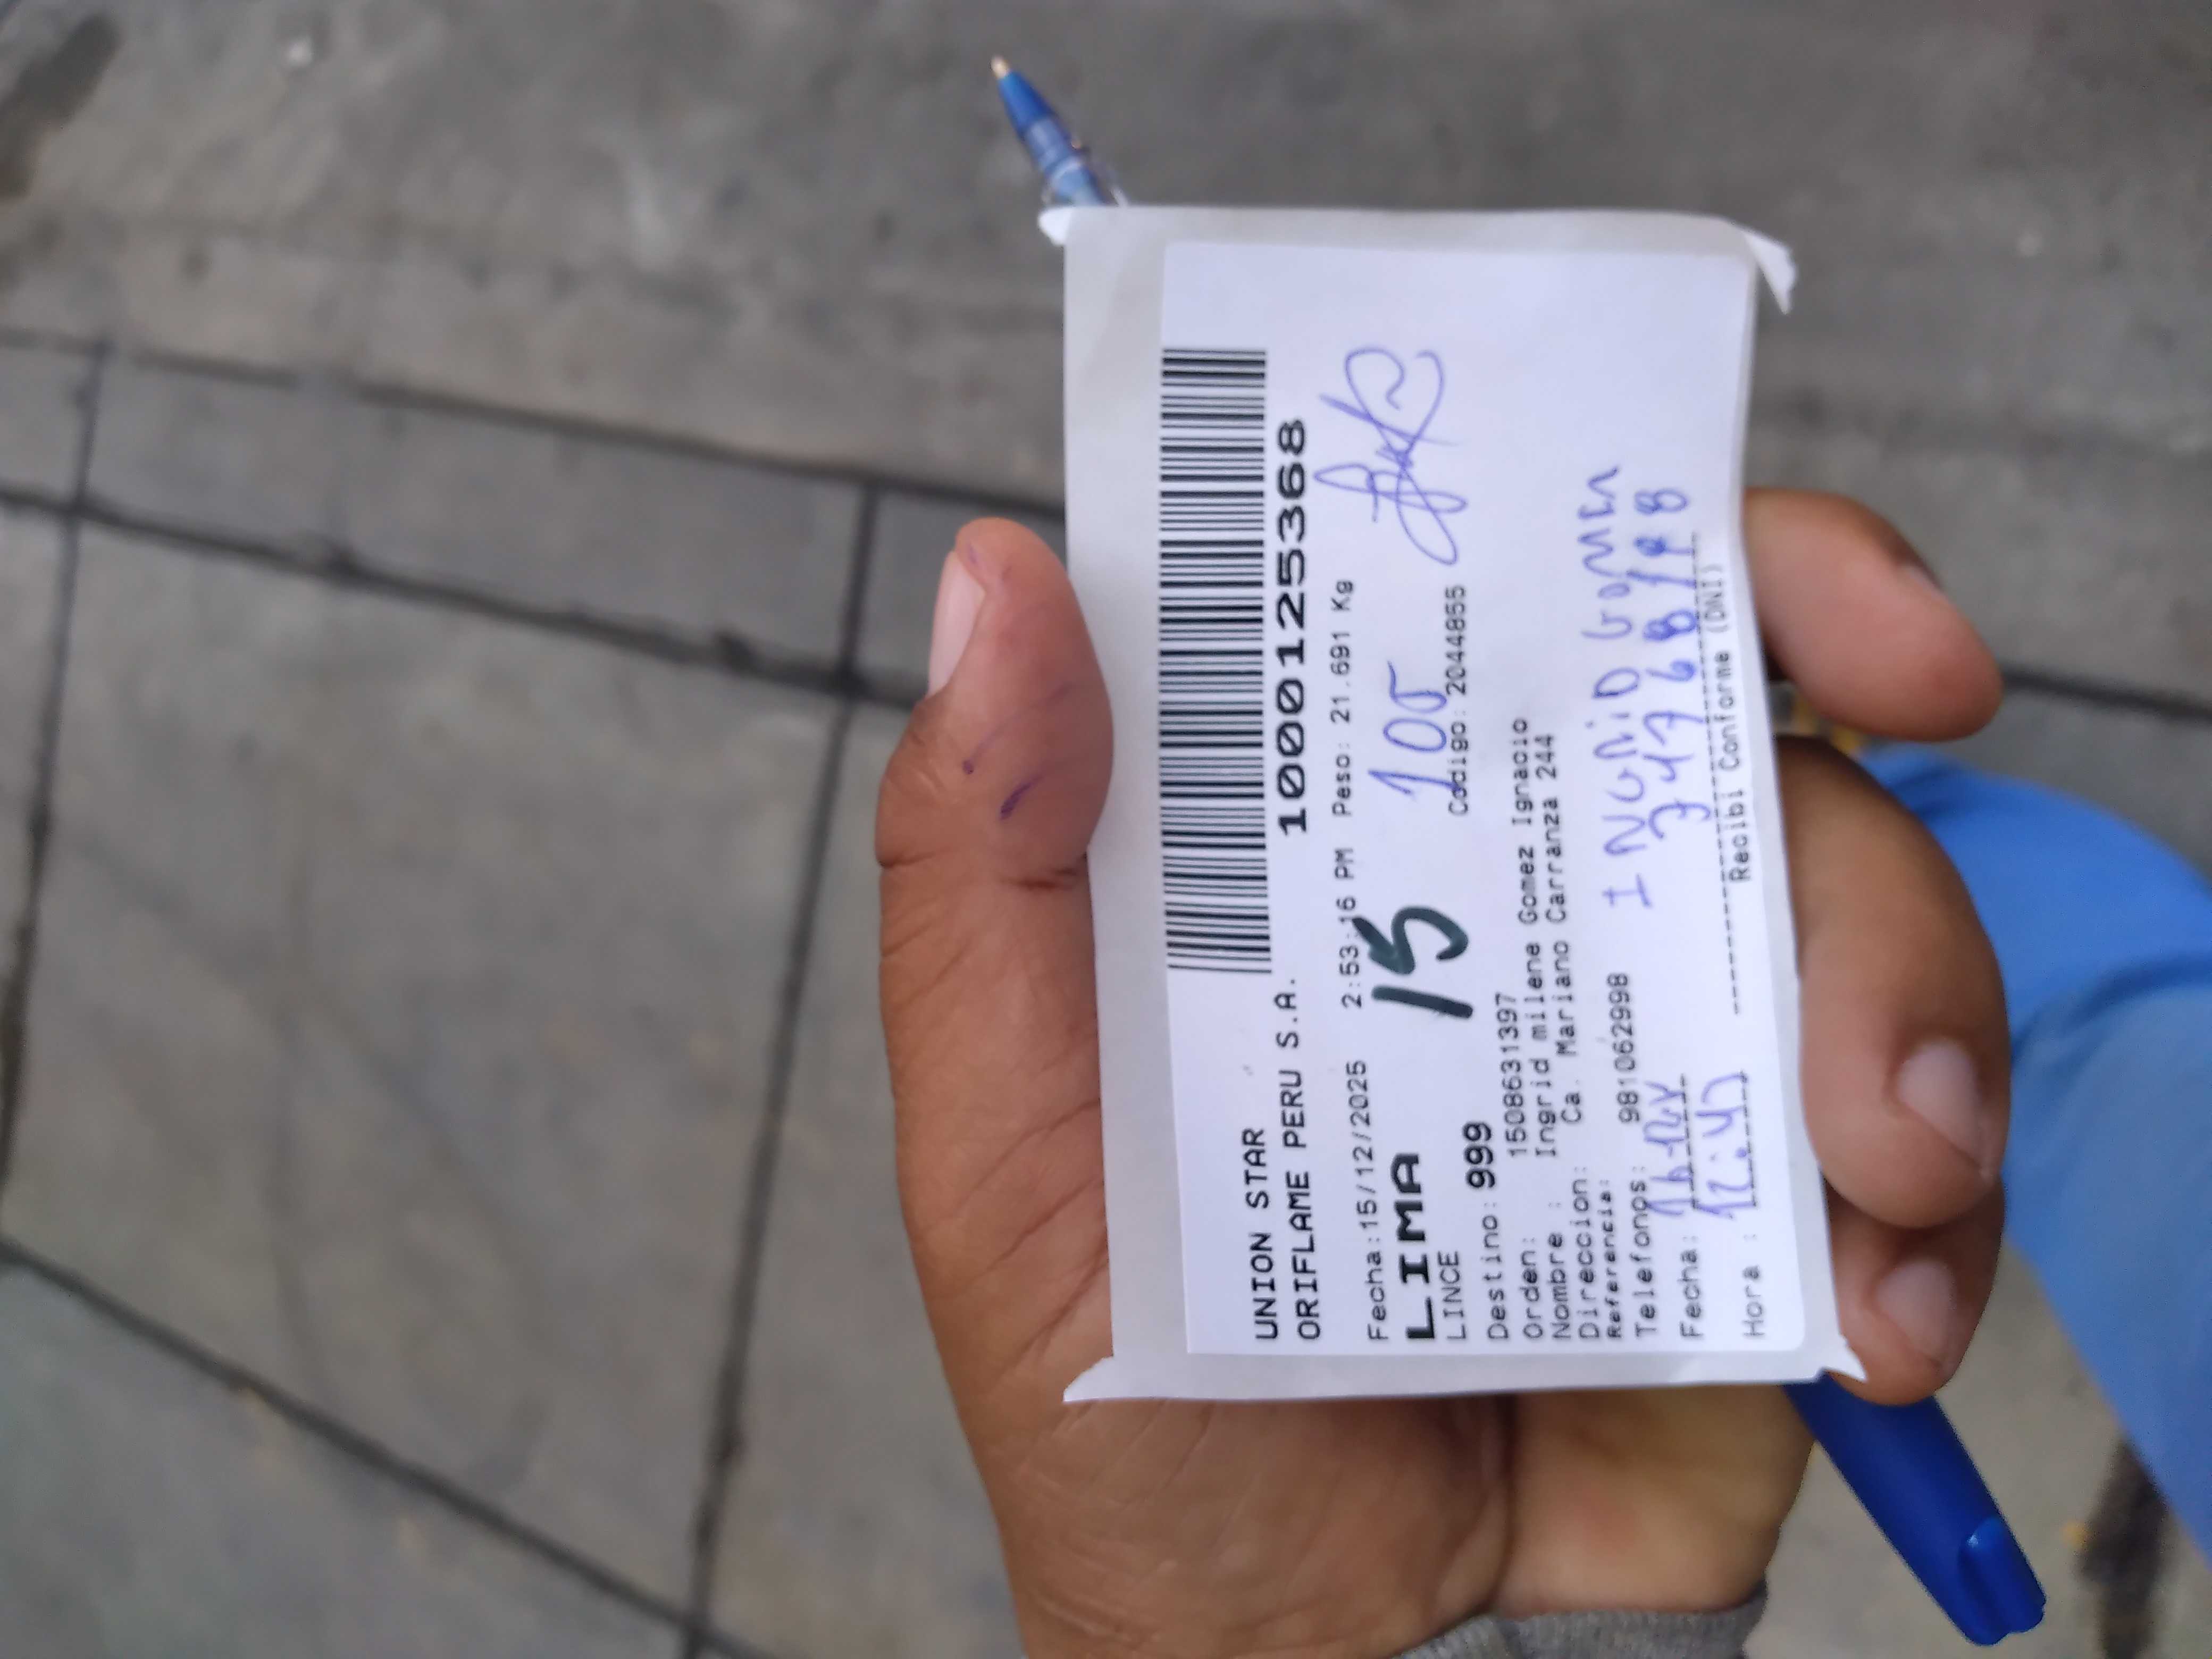 UNION STAR
ORIFLAME PERU S.A. 10001253368
Fecha:15/12/2025 2:53:16 PM Peso: 21.691 Kg
LIMA 15 105
LINCE Codigo: 2044855
Destino: 999
Orden: 1508631397
Nombre : Ingrid milene Gomez Ignacio
Direccion: Ca. Mariano Carranza 244
Referencia:
Telefonos: 981062998
INGRID GOMEZ
Fecha:
Hora :
Recibi Conforme (DNI)